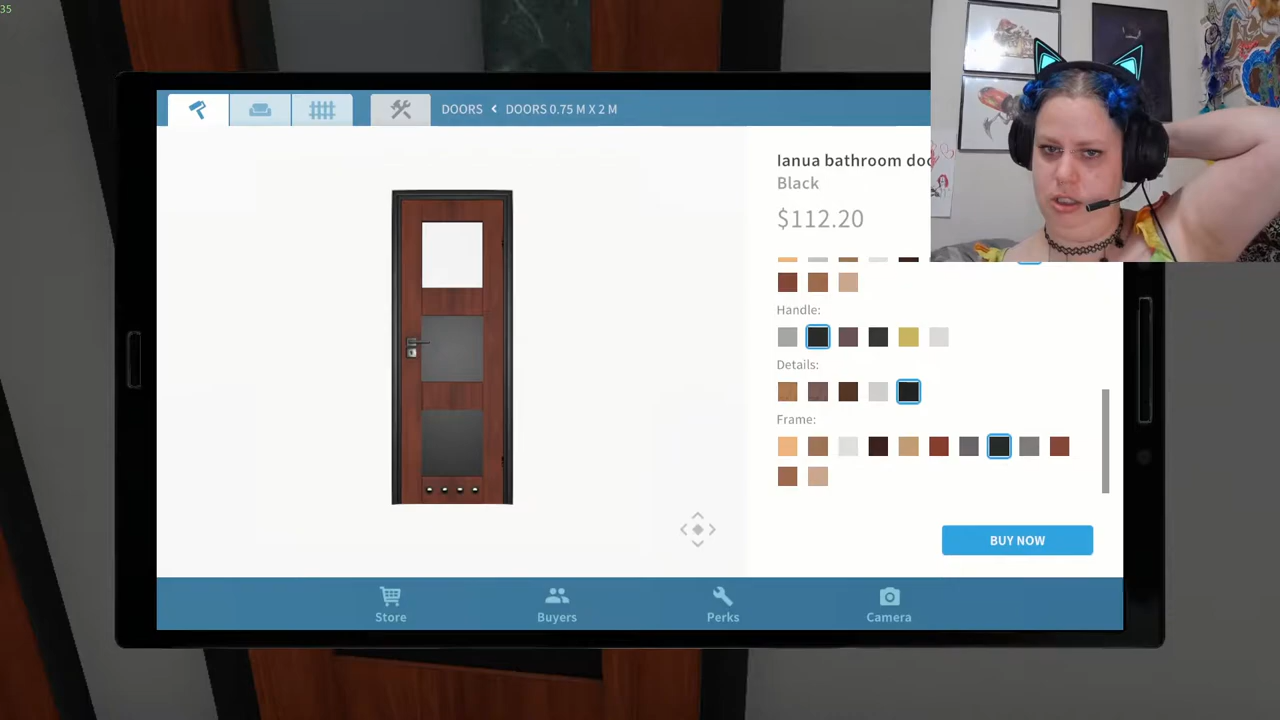 35
DOORS < DOORS 0.75 M X 2 M
Ianua bathroom
Black
$112.20
Handle:
Details:
Frame:
BUY NOW
Store
Buyers
Perks
Camera